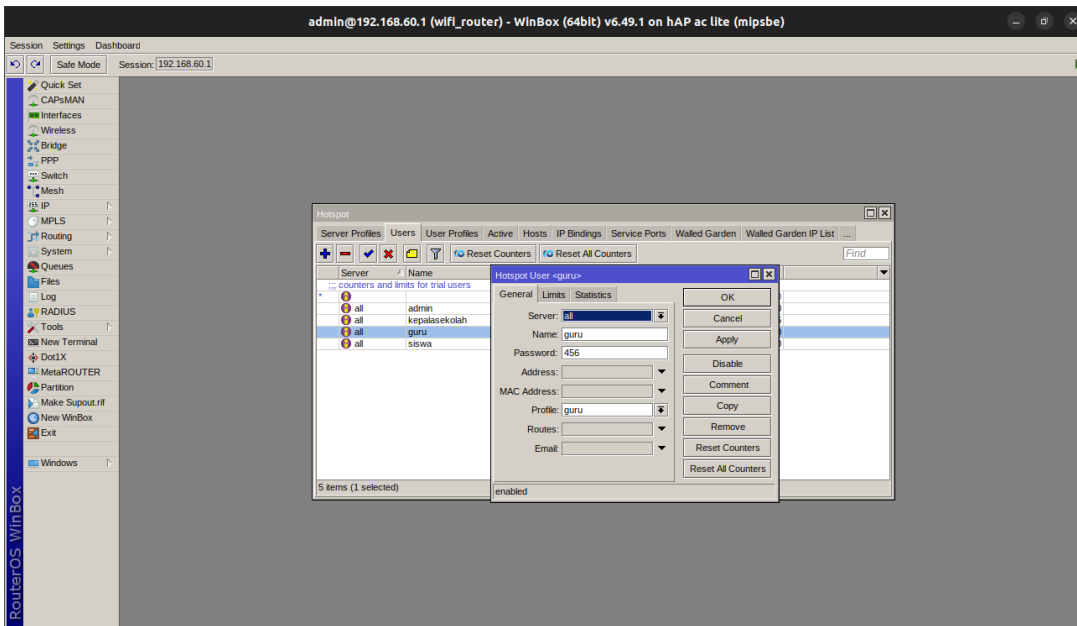 admin@192.168.60.1 (wifi_router) - WinBox (64bit) v6.49.1 on hAP ac lite (mipsbe)
Session Settings Dashboard
Safe Mode Session: 192.168.60.1
Quick Set
CAPsMAN
Interfaces
Wireless
Bridge
PPP
Switch
Mesh
IP
MPLS
Routing
System
Queues
Files
Log
RADIUS
Tools
New Terminal
Dot1X
MetaROUTER
Partition
Make Supout.rif
New WinBox
Exit
Windows
RouterOS WinBox
Hotspot
Server Profiles Users User Profiles Active Hosts IP Bindings Service Ports Walled Garden Walled Garden IP List ...
Reset Counters Reset All Counters Find
Server Name
;;; counters and limits for trial users
*
all admin
all kepalasekolah
all guru
all siswa
5 items (1 selected)
Hotspot User <guru>
General Limits Statistics
Server: all
Name: guru
Password: 456
Address:
MAC Address:
Profile: guru
Routes:
Email:
OK
Cancel
Apply
Disable
Comment
Copy
Remove
Reset Counters
Reset All Counters
enabled